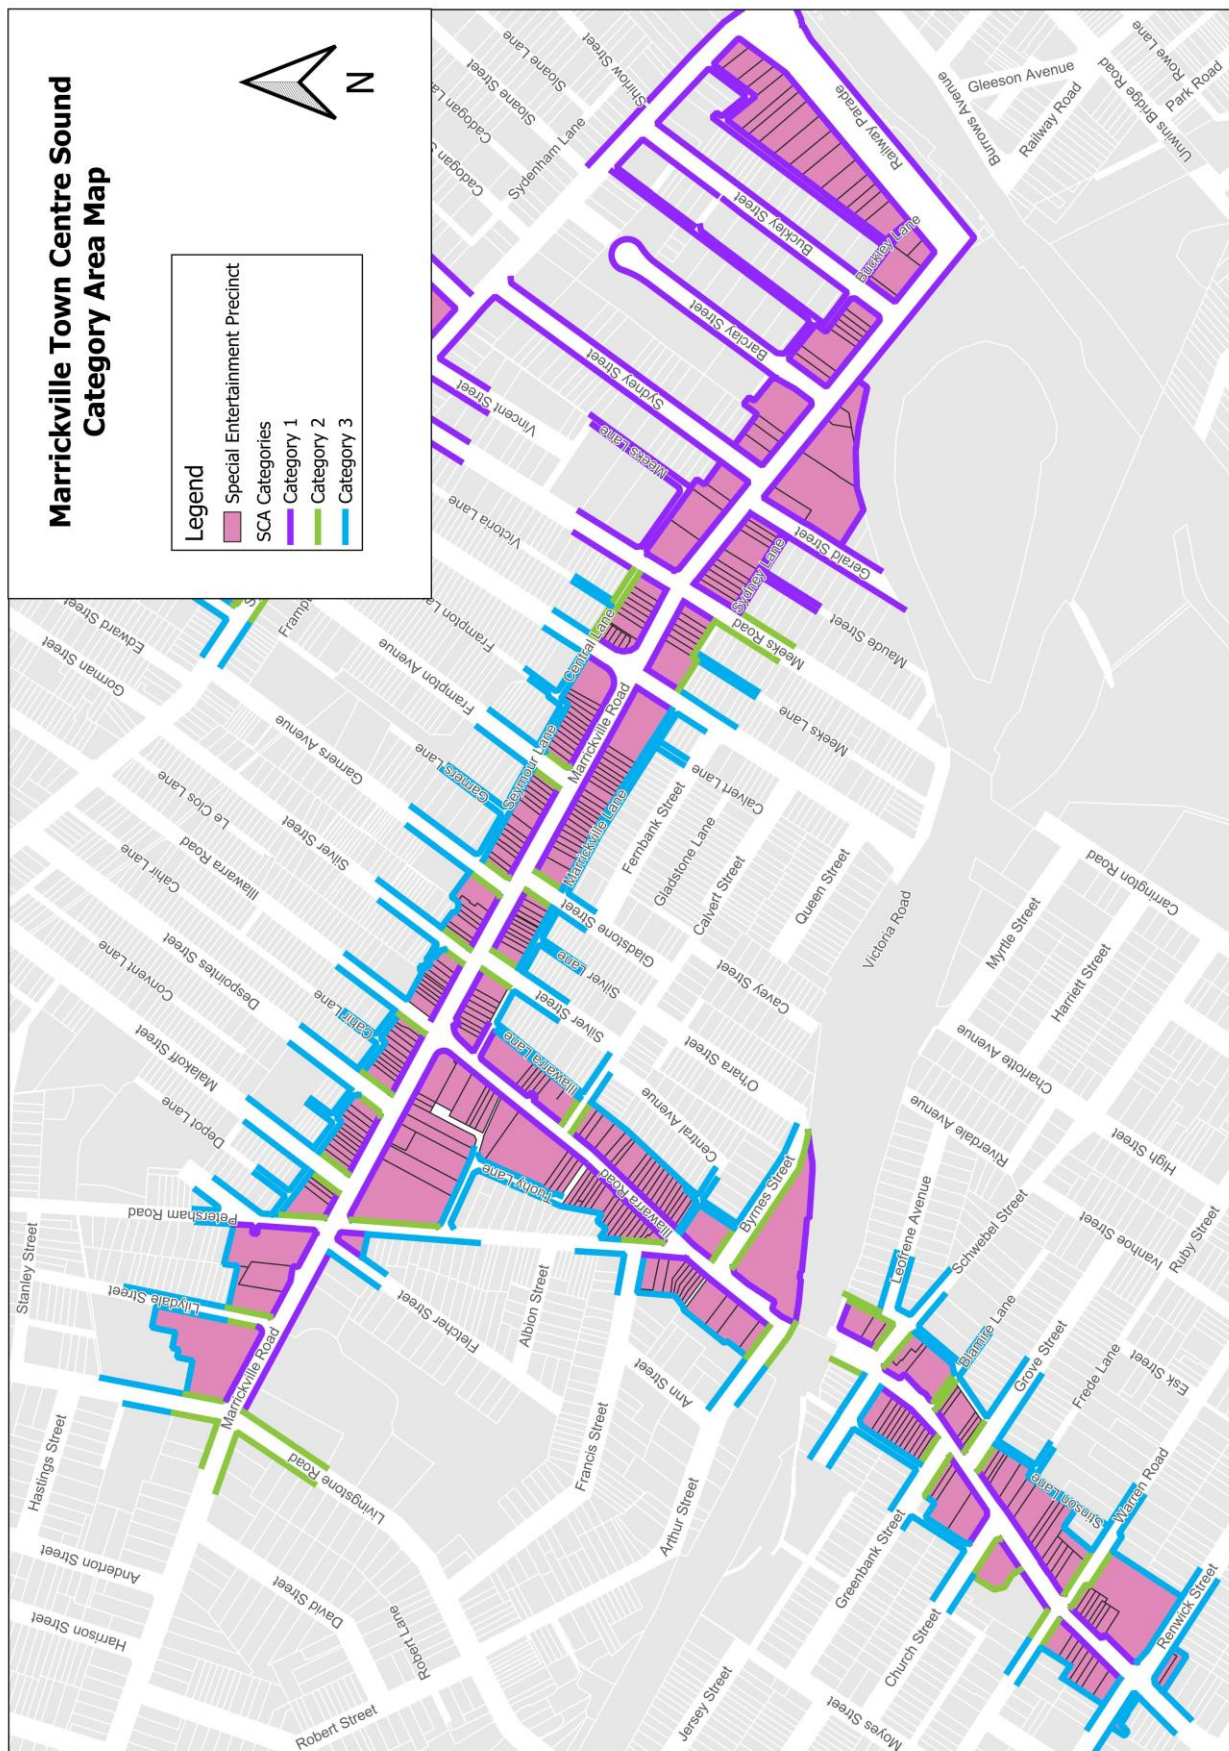 Marrickville Town Centre Sound
Category Area Map
N
Legend
Special Entertainment Precinct
SCA Categories
Category 1
Category 2
Category 3
Stanley Street
Hastings Street
Anderton Street
Harrison Street
Robert Street
Robert Lane
David Street
Livingstone Road
Marrickville Road
Lilydale Street
Petersham Road
Depot Lane
Malakoff Street
Convent Lane
Despointes Street
Cahir Lane
Cahir Lane
Illawarra Road
Le Clos Lane
Silver Street
Garners Avenue
Gorman Street
Edward Street
Garners Lane
Frampton Avenue
Frampton Lane
Seymour Lane
Central Lane
Victoria Lane
Vincent Street
Meeks Lane
Sydney Street
Barclay Street
Buckley Street
Buckley Lane
Railway Parade
Sydenham Lane
Cadogan Lane
Sloane Street
Sloane Lane
Shirlow Street
Burrows Avenue
Gleeson Avenue
Railway Road
Unwins Bridge Road
Rowe Lane
Park Road
Gerald Street
Sydney Lane
Maude Street
Meeks Road
Meeks Lane
Marrickville Road
Marrickville Lane
Calvert Lane
Fernbank Street
Gladstone Lane
Calvert Street
Queen Street
Victoria Road
Gladstone Street
Cavey Street
Silver Lane
Silver Street
O'hara Street
Illawarra Lane
Central Avenue
Byrnes Street
Illawarra Road
Tuohy Lane
Fletcher Street
Albion Street
Ann Street
Francis Street
Arthur Street
Jersey Street
Moyes Street
Church Street
Greenbank Street
Carrington Road
Myrtle Street
Harriett Street
Charlotte Avenue
Riverdale Avenue
High Street
Ivanhoe Street
Ruby Street
Leofrene Avenue
Schwebel Street
Blamire Lane
Grove Street
Frede Lane
Esk Street
Stinson Lane
Warren Road
Renwick Street